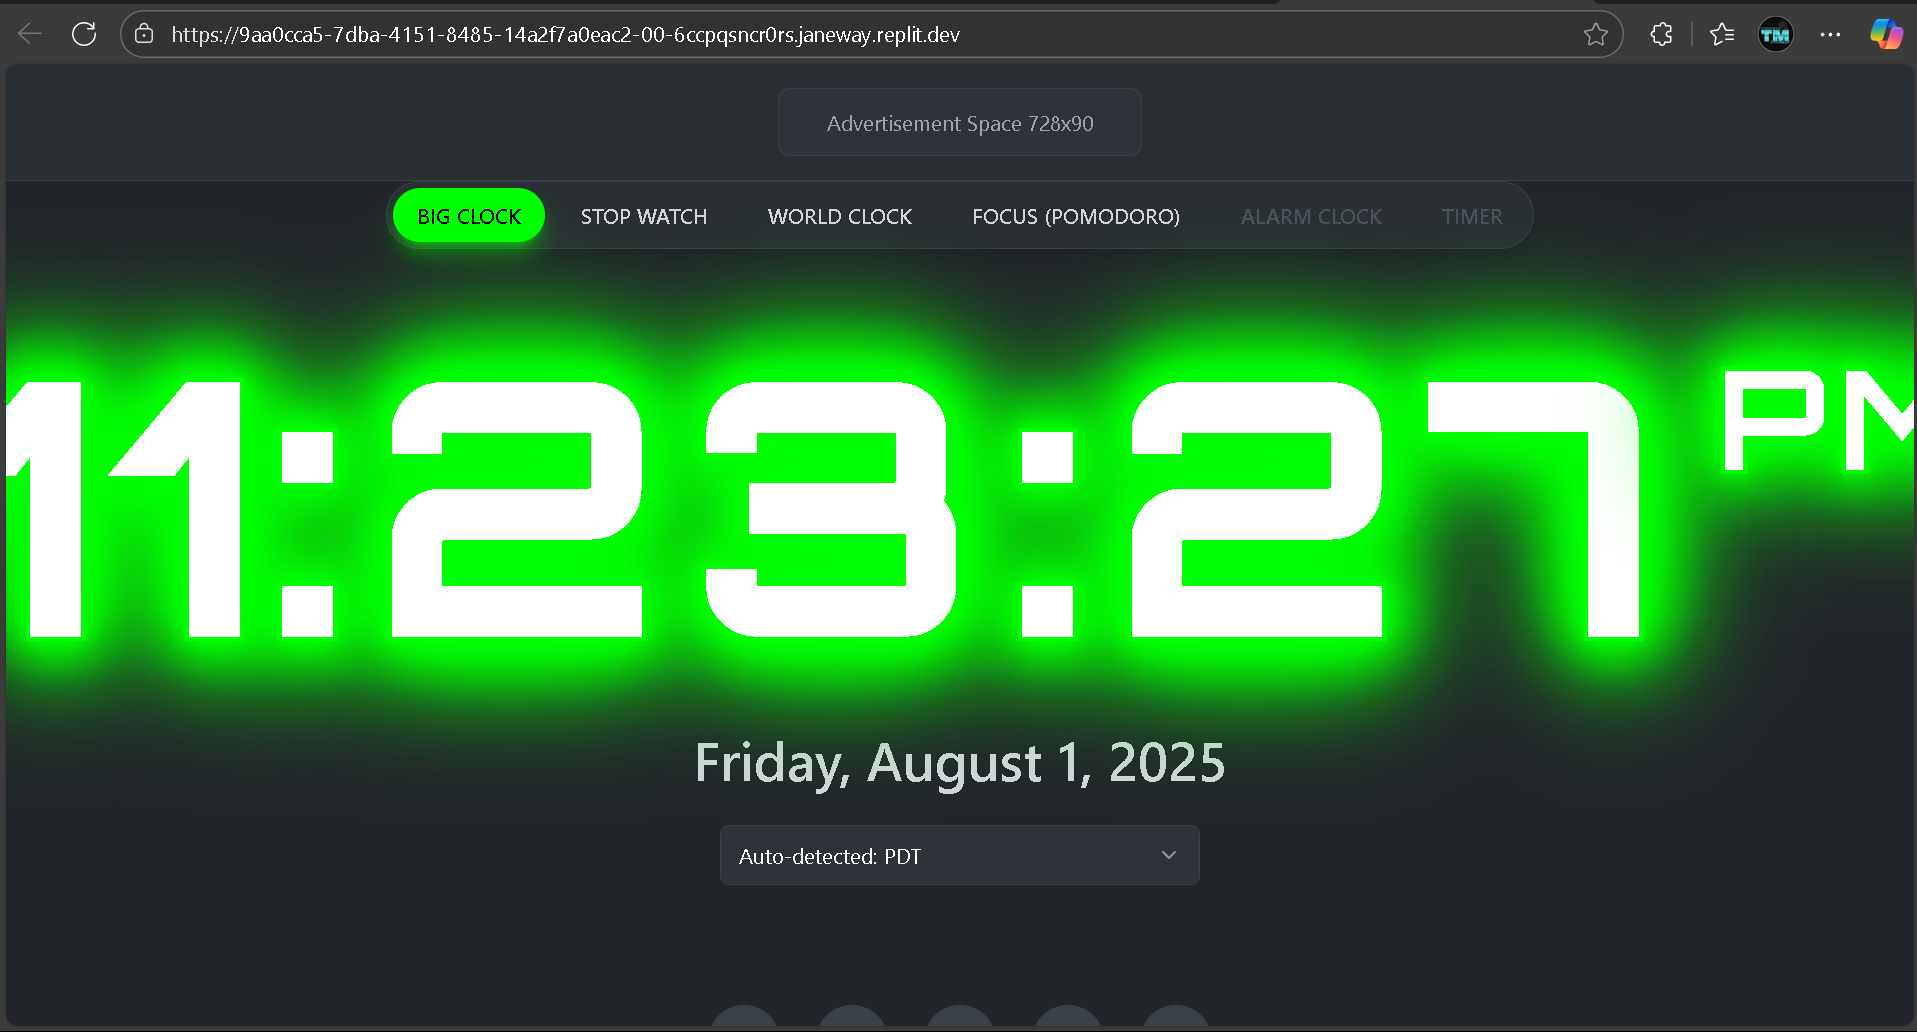 https://9aa0cca5-7dba-4151-8485-14a2f7a0eac2-00-6ccpqsncr0rs.janeway.replit.dev
TM
Advertisement Space 728x90
BIG CLOCK STOP WATCH WORLD CLOCK FOCUS (POMODORO) ALARM CLOCK TIMER
11:23:27 PM
Friday, August 1, 2025
Auto-detected: PDT